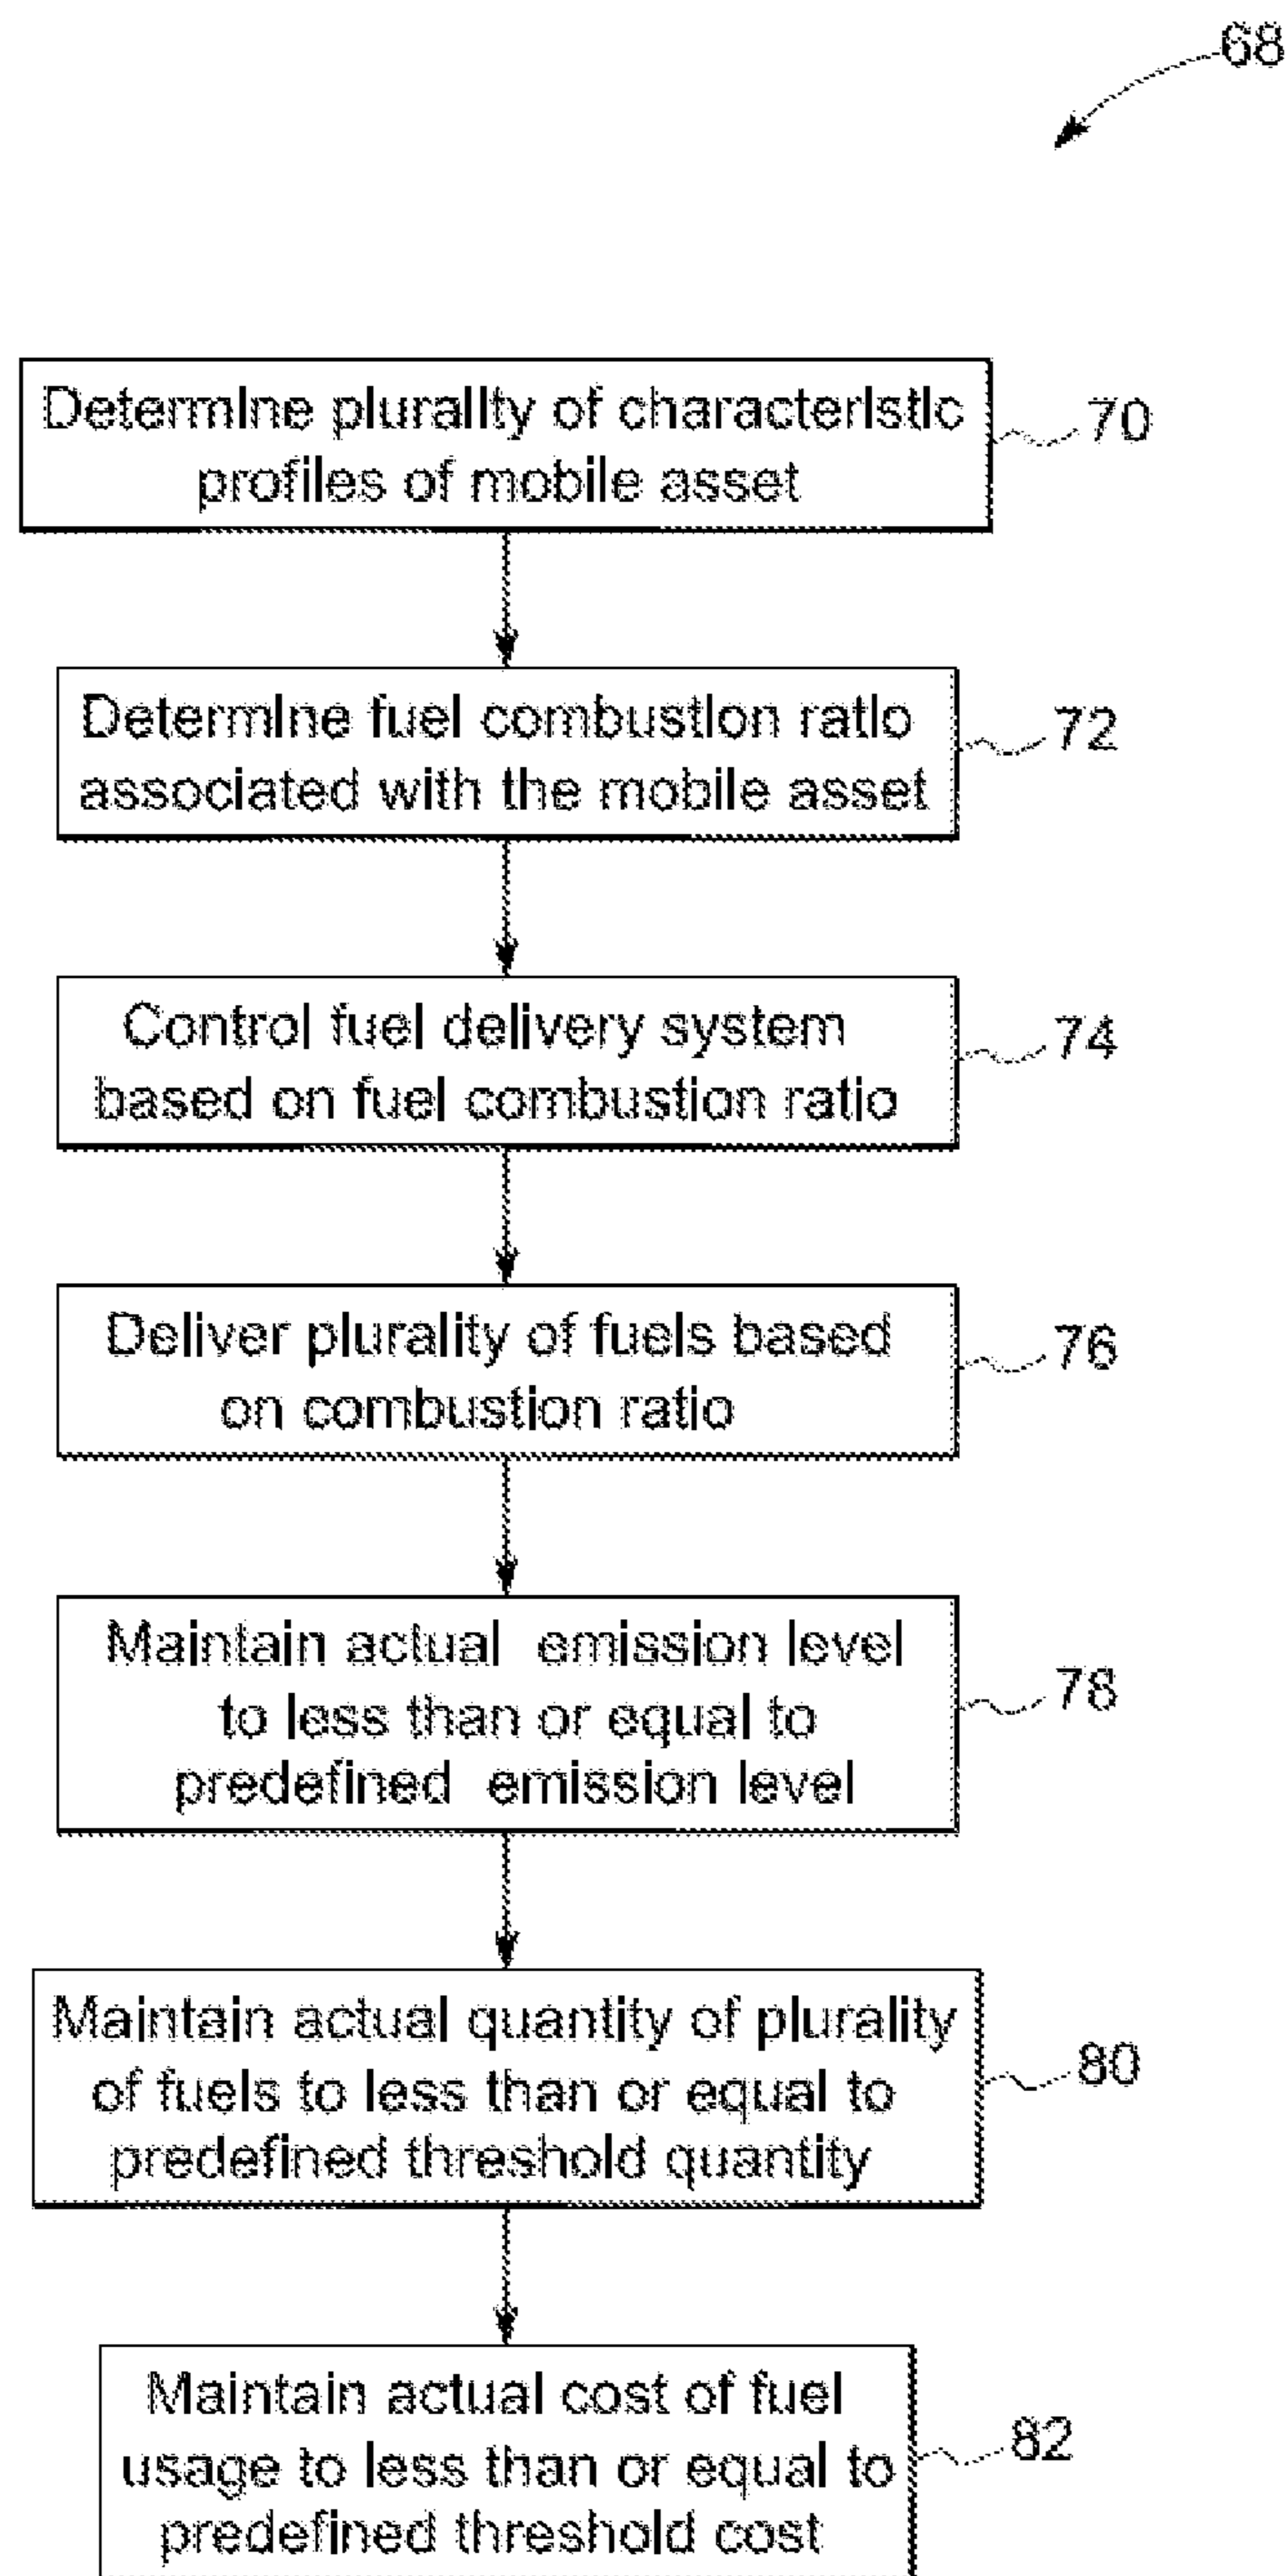 68
Determine plurality of characteristic
profiles of mobile asset
70
Determine fuel combustion ratio
associated with the mobile asset
72
Control fuel delivery system
based on fuel combustion ratio
74
Deliver plurality of fuels based
on combustion ratio
76
Maintain actual emission level
to less than or equal to
predefined emission level
78
Maintain actual quantity of plurality
of fuels to less than or equal to
predefined threshold quantity
80
Maintain actual cost of fuel
usage to less than or equal to
predefined threshold cost
82